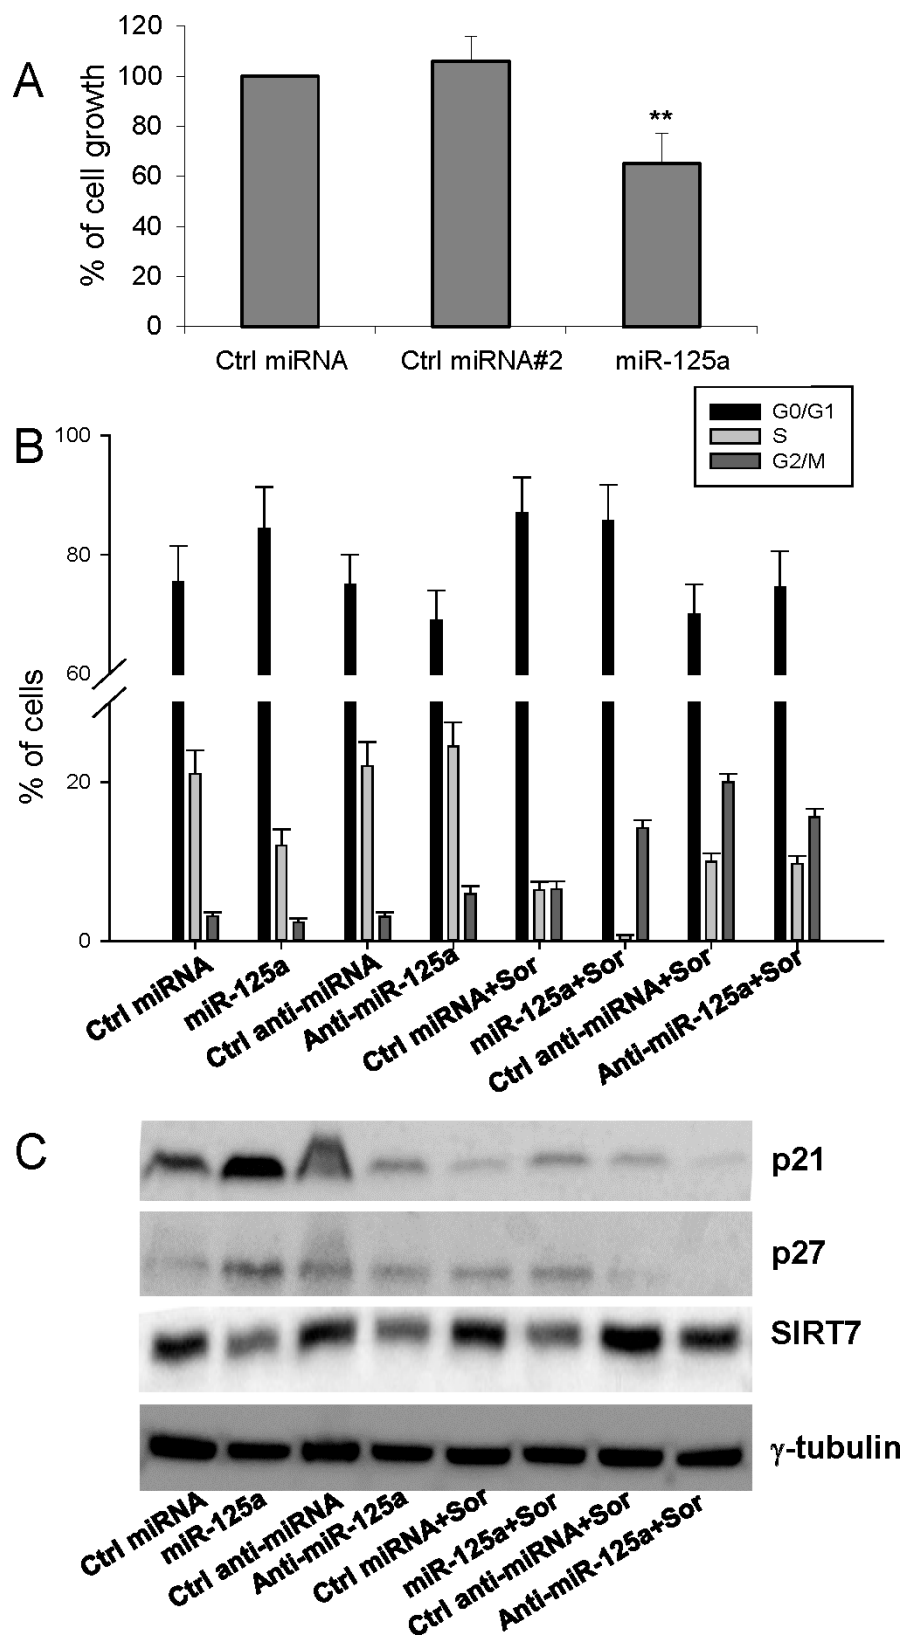 A
% of cell growth
120
100
80
60
40
20
0
**
Ctrl miRNA
Ctrl miRNA#2
miR-125a
B
G0/G1
S
G2/M
% of cells
100
80
60
20
0
Ctrl miRNA
miR-125a
Ctrl anti-miRNA
Anti-miR-125a
Ctrl miRNA+Sor
miR-125a+Sor
Ctrl anti-miRNA+Sor
Anti-miR-125a+Sor
C
p21
p27
SIRT7
γ-tubulin
Ctrl miRNA
miR-125a
Ctrl anti-miRNA
Anti-miR-125a
Ctrl miRNA+Sor
miR-125a+Sor
Ctrl anti-miRNA+Sor
Anti-miR-125a+Sor